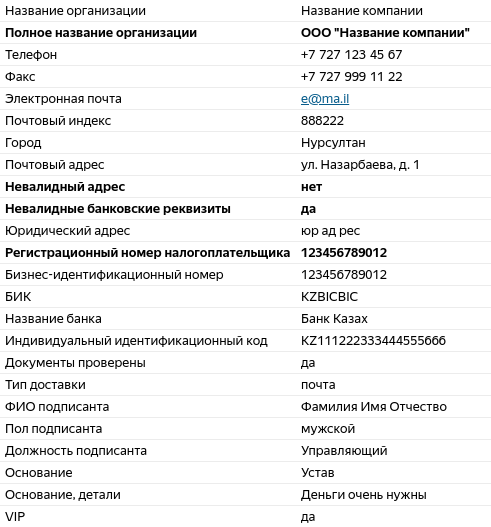 Название организации Название компании
Полное название организации ООО "Название компании"
Телефон +7 727 123 45 67
Факс +7 727 999 11 22
Электронная почта e@ma.il
Почтовый индекс 888222
Город Нурсултан
Почтовый адрес ул. Назарбаева, д. 1
Невалидный адрес нет
Невалидные банковские реквизиты да
Юридический адрес юр ад рес
Регистрационный номер налогоплательщика 123456789012
Бизнес-идентификационный номер 123456789012
БИК KZBICBIC
Название банка Банк Казах
Индивидуальный идентификационный код KZ111222333444555666
Документы проверены да
Тип доставки почта
ФИО подписанта Фамилия Имя Отчество
Пол подписанта мужской
Должность подписанта Управляющий
Основание Устав
Основание, детали Деньги очень нужны
VIP да